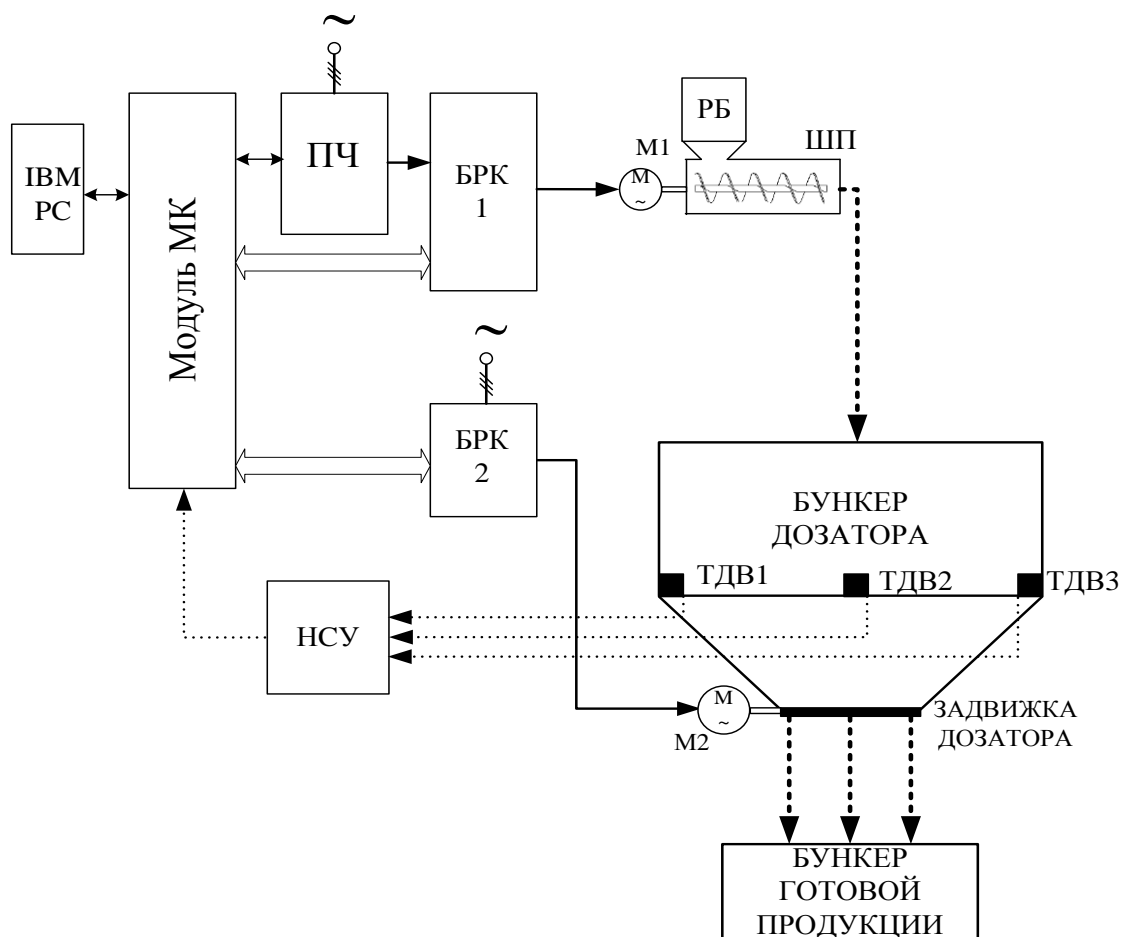 ~
IBM
PC
Модуль МК
ПЧ
БРК
1
РБ
М1
М
~
ШП
~
БРК
2
БУНКЕР
ДОЗАТОРА
ТДВ1
ТДВ2
ТДВ3
НСУ
М
~
М2
ЗАДВИЖКА
ДОЗАТОРА
БУНКЕР
ГОТОВОЙ
ПРОДУКЦИИ